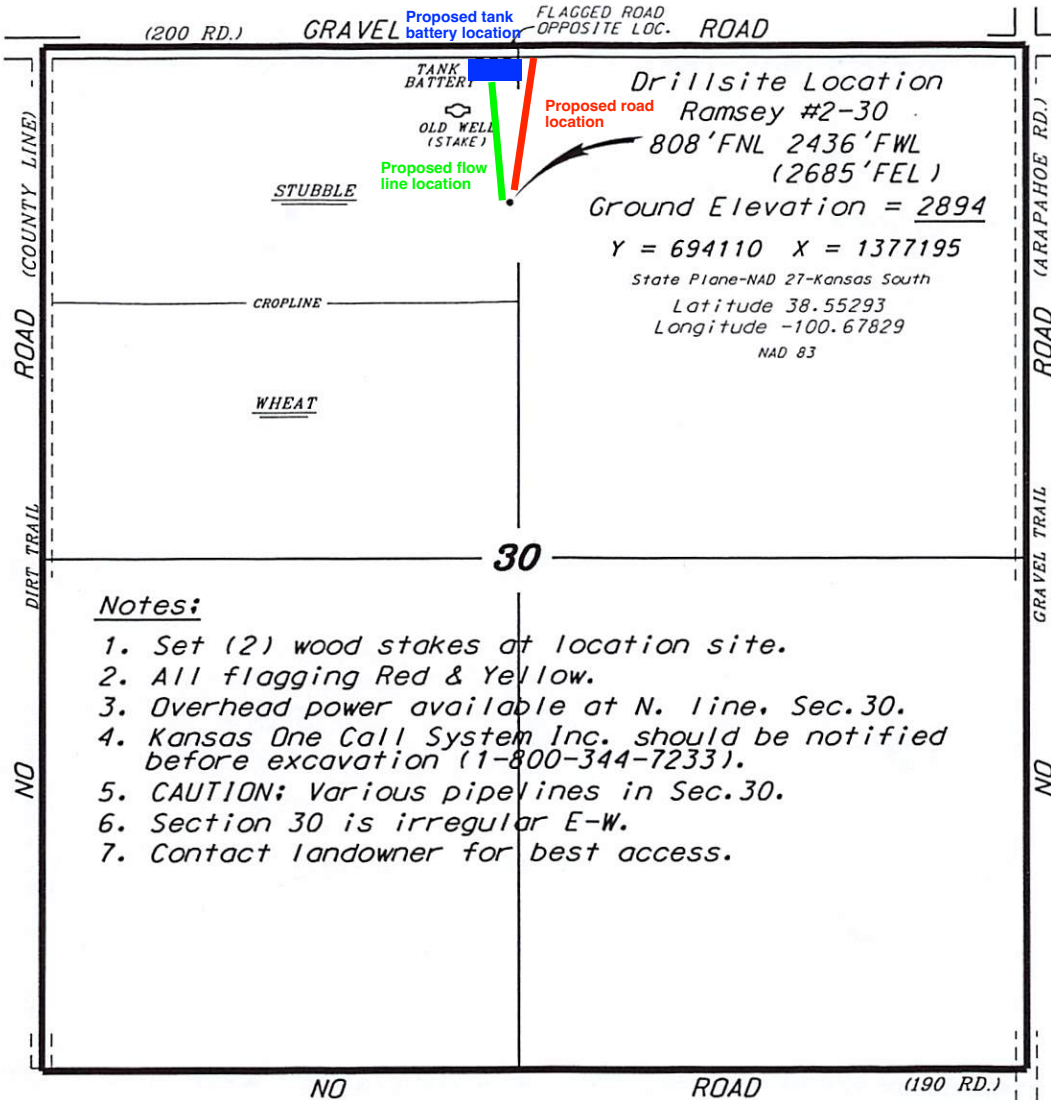 (200 RD.)
GRAVEL
Proposed tank
battery location
FLAGGED ROAD
OPPOSITE LOC.
ROAD
TANK
BATTERY
OLD WELL
(STAKE)
Proposed road
location
Proposed flow
line location
Drillsite Location
Ramsey #2-30
808'FNL 2436'FWL
(2685'FEL)
Ground Elevation = 2894
Y = 694110 X = 1377195
State Plane-NAD 27-Kansas South
Latitude 38.55293
Longitude -100.67829
NAD 83
STUBBLE
CROPLINE
WHEAT
(COUNTY LINE)
ROAD
DIRT TRAIL
NO
(ARAPAHOE RD.)
ROAD
GRAVEL TRAIL
NO
30
Notes:
1. Set (2) wood stakes at location site.
2. All flagging Red & Yellow.
3. Overhead power available at N. line, Sec.30.
4. Kansas One Call System Inc. should be notified
before excavation (1-800-344-7233).
5. CAUTION: Various pipelines in Sec.30.
6. Section 30 is irregular E-W.
7. Contact landowner for best access.
NO
ROAD
(190 RD.)